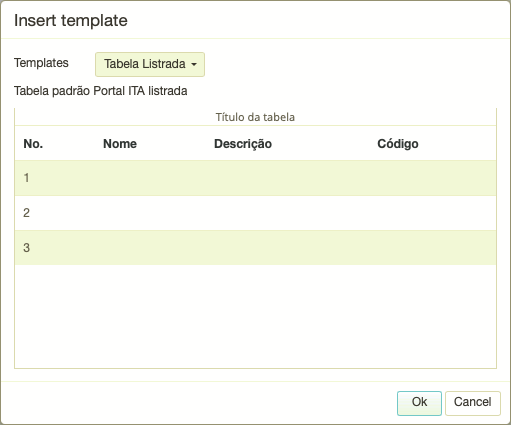 Insert template
Templates Tabela Listrada
Tabela padrão Portal ITA listrada
Título da tabela
No. Nome Descrição Código
1
2
3
Ok Cancel